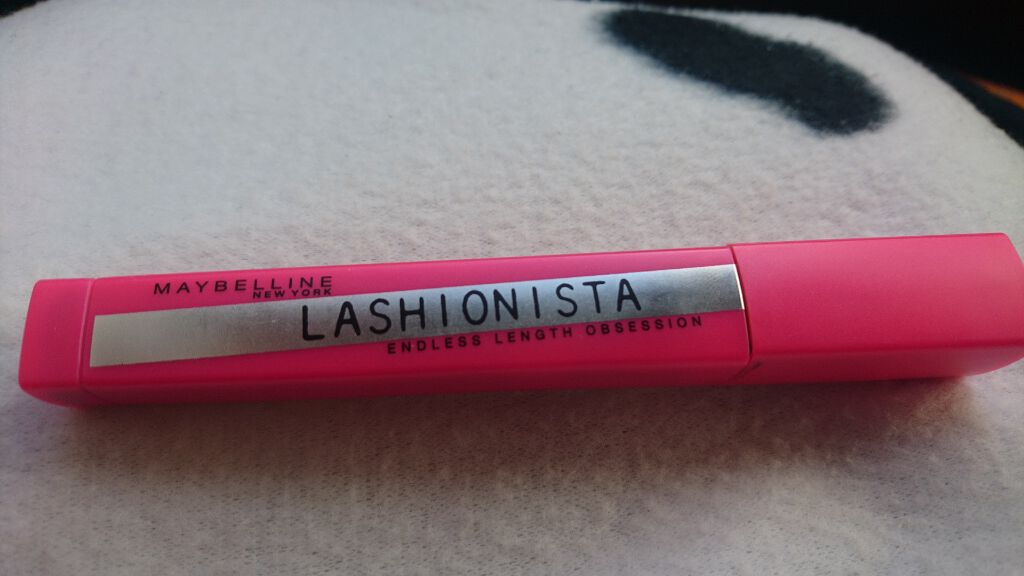 MAYBELLINE
NEW YORK
LASHIONISTA
ENDLESS LENGTH OBSESSION